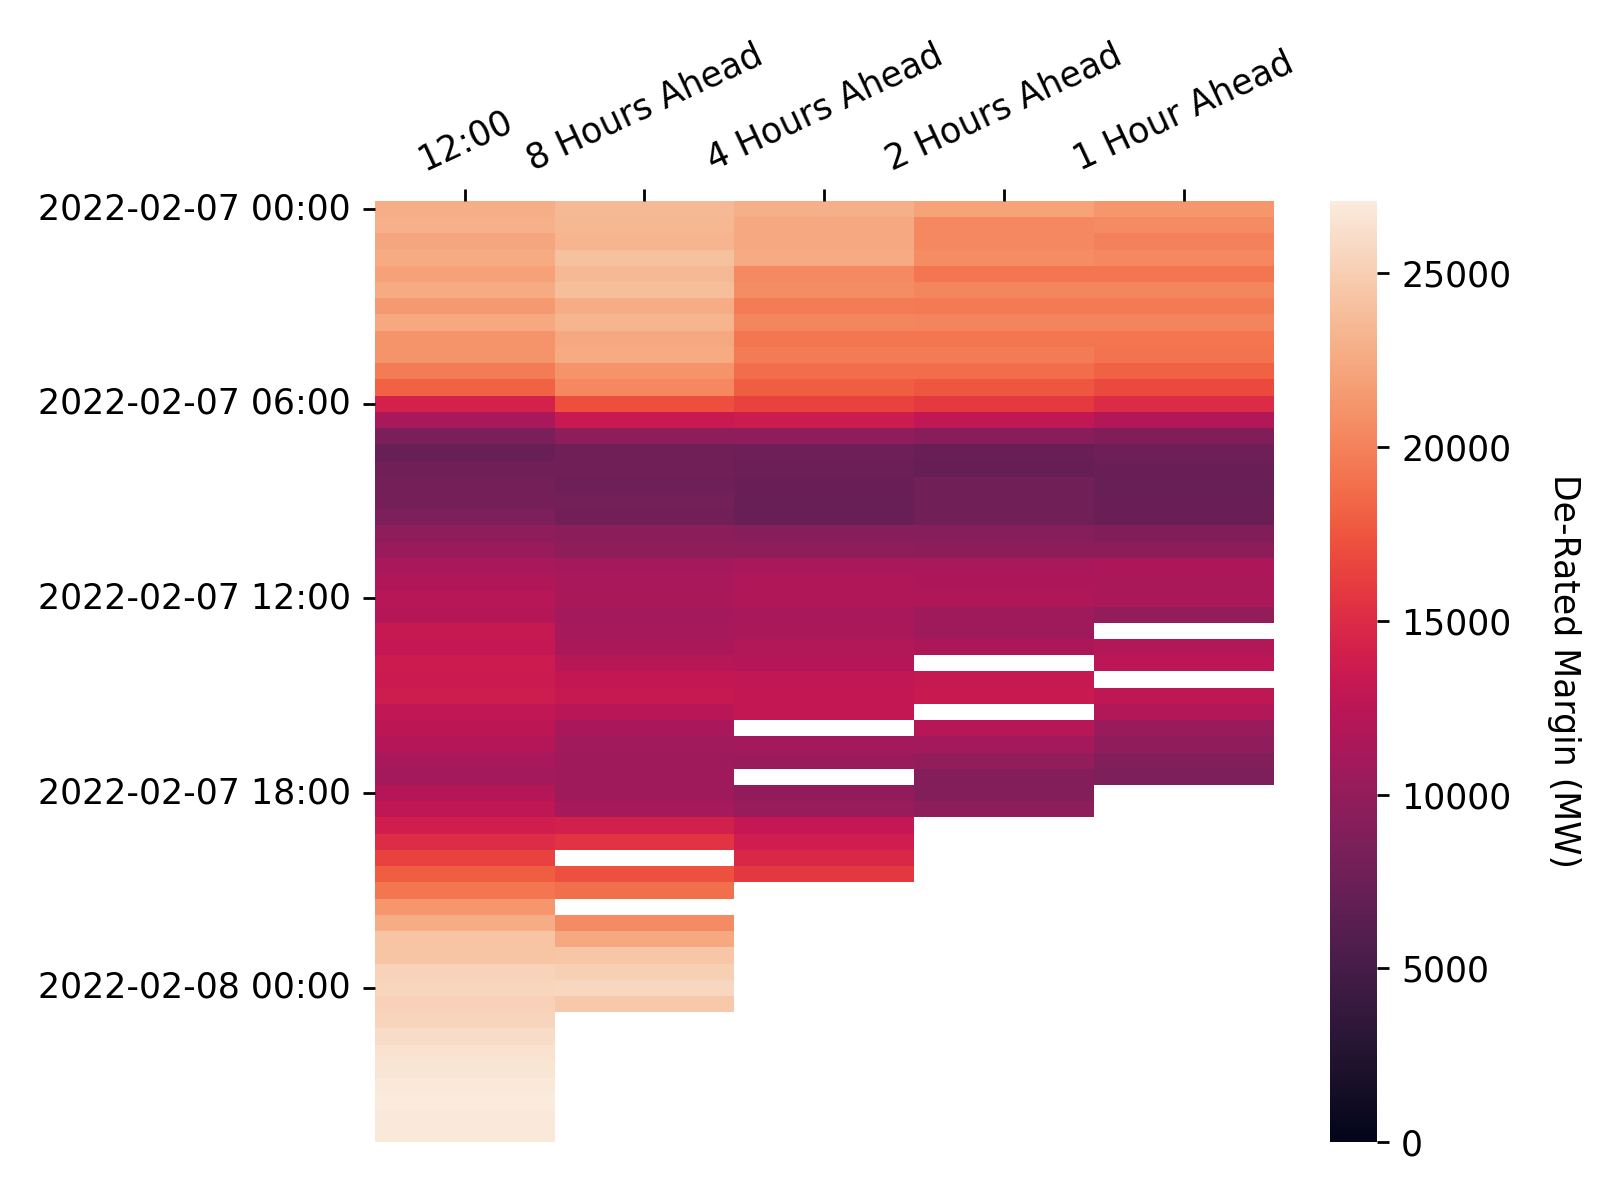 12:00
8 Hours Ahead
4 Hours Ahead
2 Hours Ahead
1 Hour Ahead
2022-02-07 00:00
2022-02-07 06:00
2022-02-07 12:00
2022-02-07 18:00
2022-02-08 00:00
25000
20000
15000
10000
5000
0
De-Rated Margin (MW)